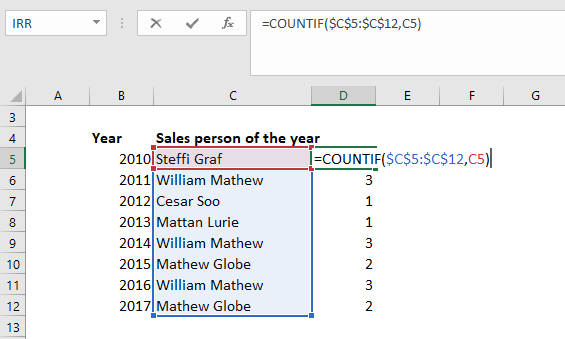 IRR fx =COUNTIF($C$5:$C$12,C5)
A B C D E F G
3
4 Year Sales person of the year
5 2010 Steffi Graf =COUNTIF($C$5:$C$12,C5)
6 2011 William Mathew 3
7 2012 Cesar Soo 1
8 2013 Mattan Lurie 1
9 2014 William Mathew 3
10 2015 Mathew Globe 2
11 2016 William Mathew 3
12 2017 Mathew Globe 2
13